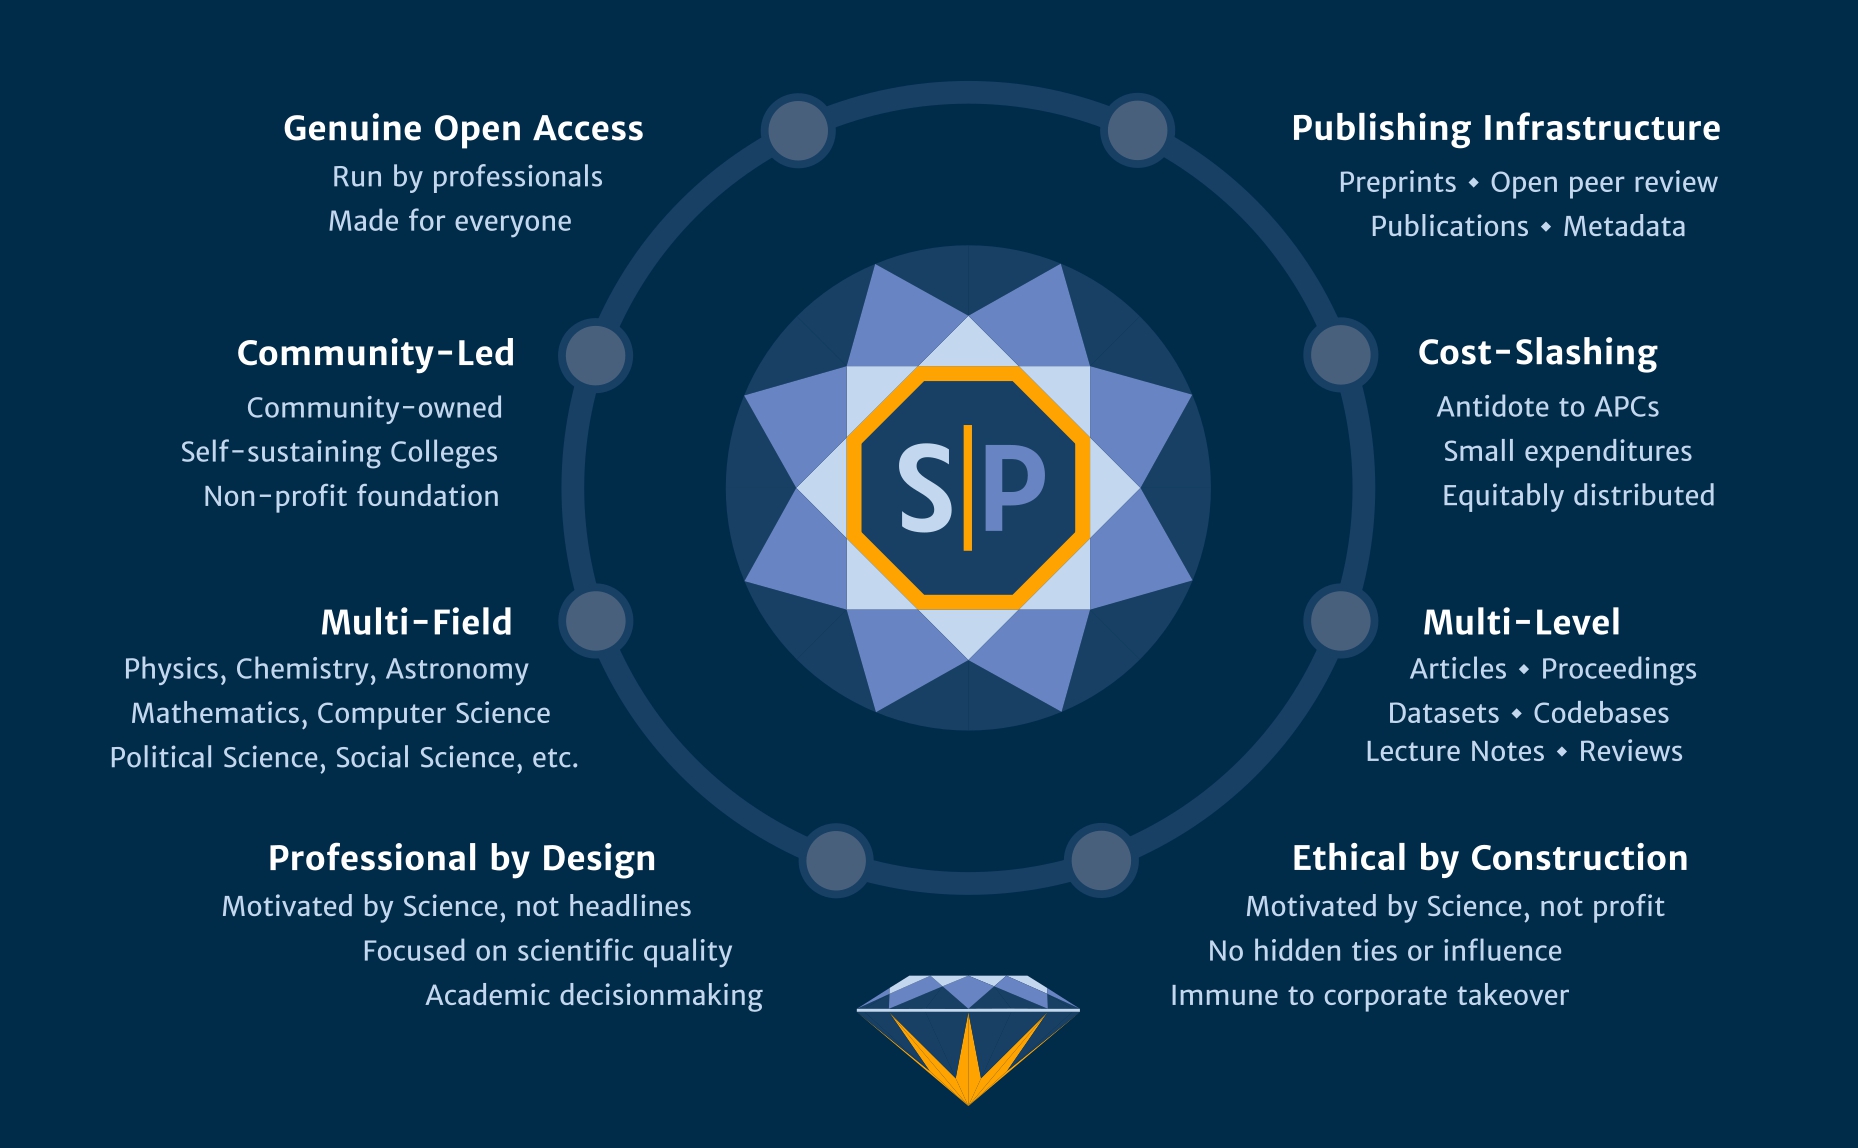 Genuine Open Access
Run by professionals
Made for everyone
Publishing Infrastructure
Preprints ⬥ Open peer review
Publications ⬥ Metadata
Community-Led
Community-owned
Self-sustaining Colleges
Non-profit foundation
Cost-Slashing
Antidote to APCs
Small expenditures
Equitably distributed
S|P
Multi-Field
Physics, Chemistry, Astronomy
Mathematics, Computer Science
Political Science, Social Science, etc.
Multi-Level
Articles ⬥ Proceedings
Datasets ⬥ Codebases
Lecture Notes ⬥ Reviews
Professional by Design
Motivated by Science, not headlines
Focused on scientific quality
Academic decisionmaking
Ethical by Construction
Motivated by Science, not profit
No hidden ties or influence
Immune to corporate takeover